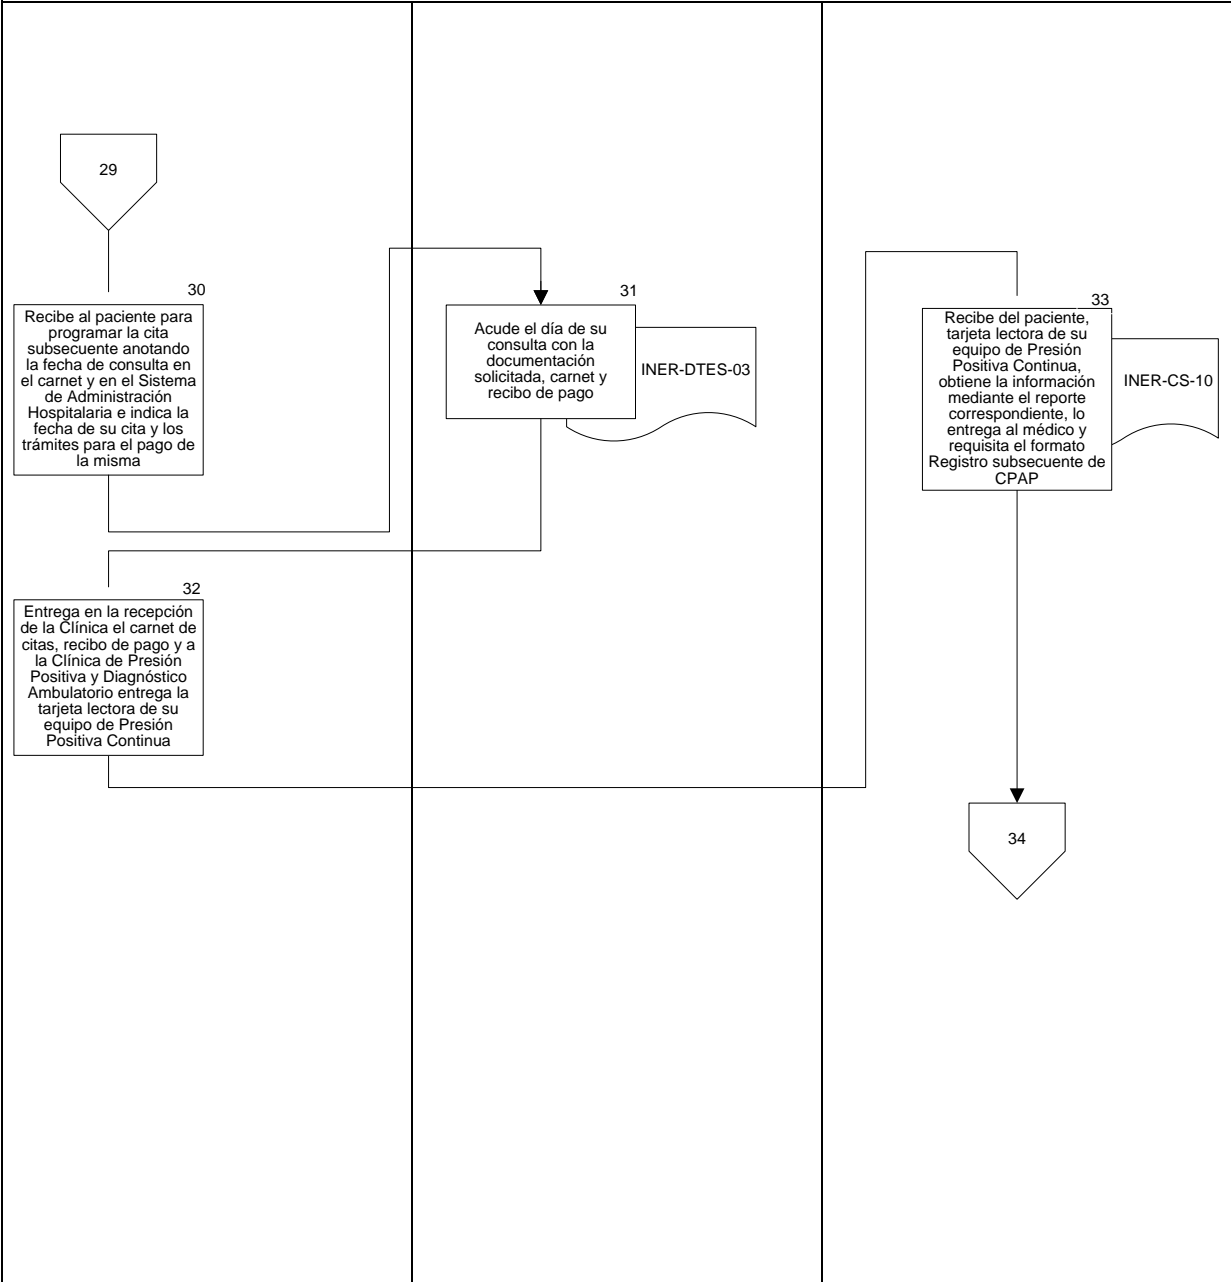 29
30
Recibe al paciente para
programar la cita
subsecuente anotando
la fecha de consulta en
el carnet y en el Sistema
de Administración
Hospitalaria e indica la
fecha de su cita y los
trámites para el pago de
la misma
31
Acude el día de su
consulta con la
documentación
solicitada, carnet y
recibo de pago
INER-DTES-03
32
Entrega en la recepción
de la Clínica el carnet de
citas, recibo de pago y a
la Clínica de Presión
Positiva y Diagnóstico
Ambulatorio entrega la
tarjeta lectora de su
equipo de Presión
Positiva Continua
33
Recibe del paciente,
tarjeta lectora de su
equipo de Presión
Positiva Continua,
obtiene la información
mediante el reporte
correspondiente, lo
entrega al médico y
requisita el formato
Registro subsecuente de
CPAP
INER-CS-10
34